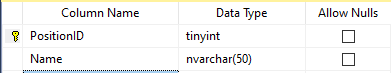 Column Name Data Type Allow Nulls
PositionID tinyint
Name nvarchar(50)